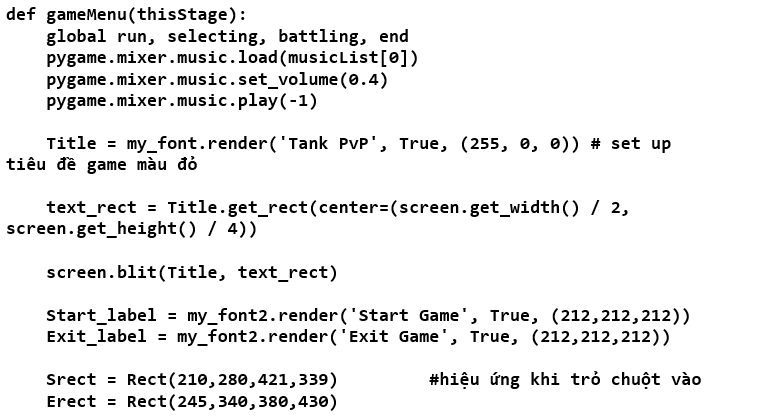 def gameMenu(thisStage):
    global run, selecting, battling, end
    pygame.mixer.music.load(musicList[0])
    pygame.mixer.music.set_volume(0.4)
    pygame.mixer.music.play(-1)

    Title = my_font.render('Tank PvP', True, (255, 0, 0)) # set up
tiêu đề game màu đỏ

    text_rect = Title.get_rect(center=(screen.get_width() / 2,
screen.get_height() / 4))

    screen.blit(Title, text_rect)

    Start_label = my_font2.render('Start Game', True, (212,212,212))
    Exit_label = my_font2.render('Exit Game', True, (212,212,212))

    Srect = Rect(210,280,421,339)         #hiệu ứng khi trỏ chuột vào
    Erect = Rect(245,340,380,430)